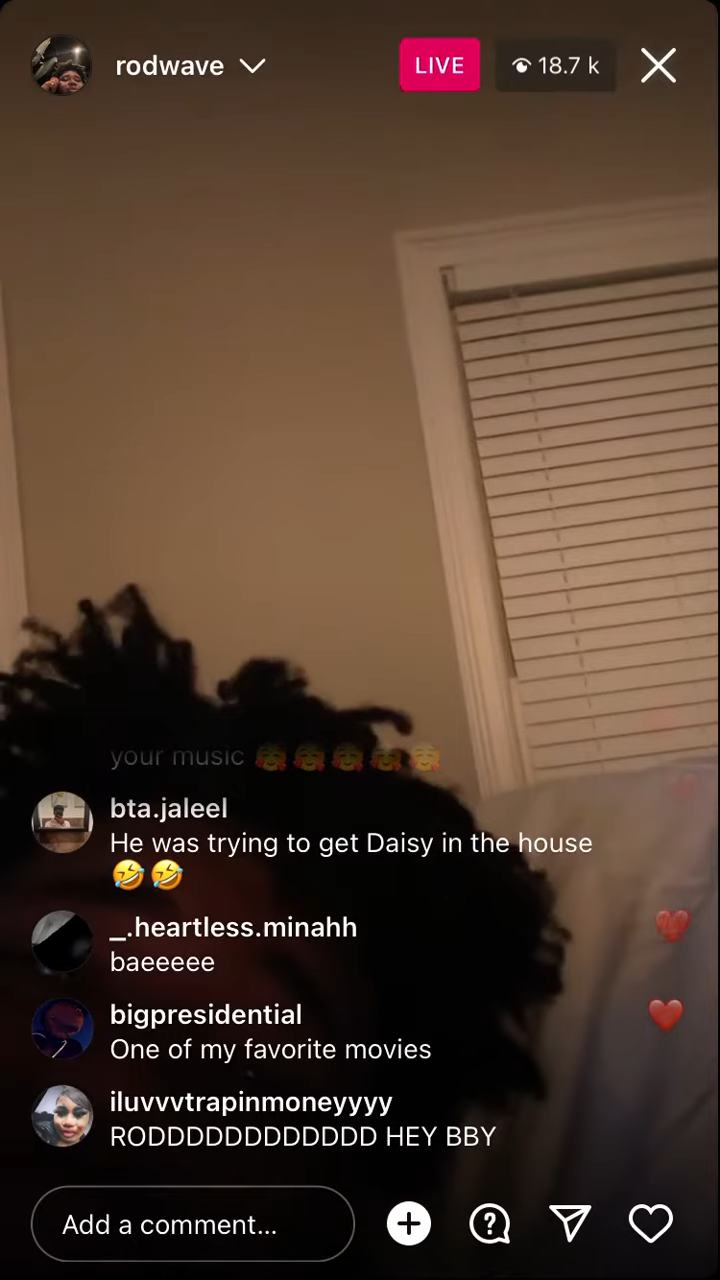 rodwave
LIVE
18.7 k
your music 🥰🥰🥰🥰🥰
bta.jaleel
He was trying to get Daisy in the house
🤣🤣
_.heartless.minahh
baeeeee
bigpresidential
One of my favorite movies
iluvvvtrapinmoneyyyy
RODDDDDDDDDDDD HEY BBY
Add a comment...